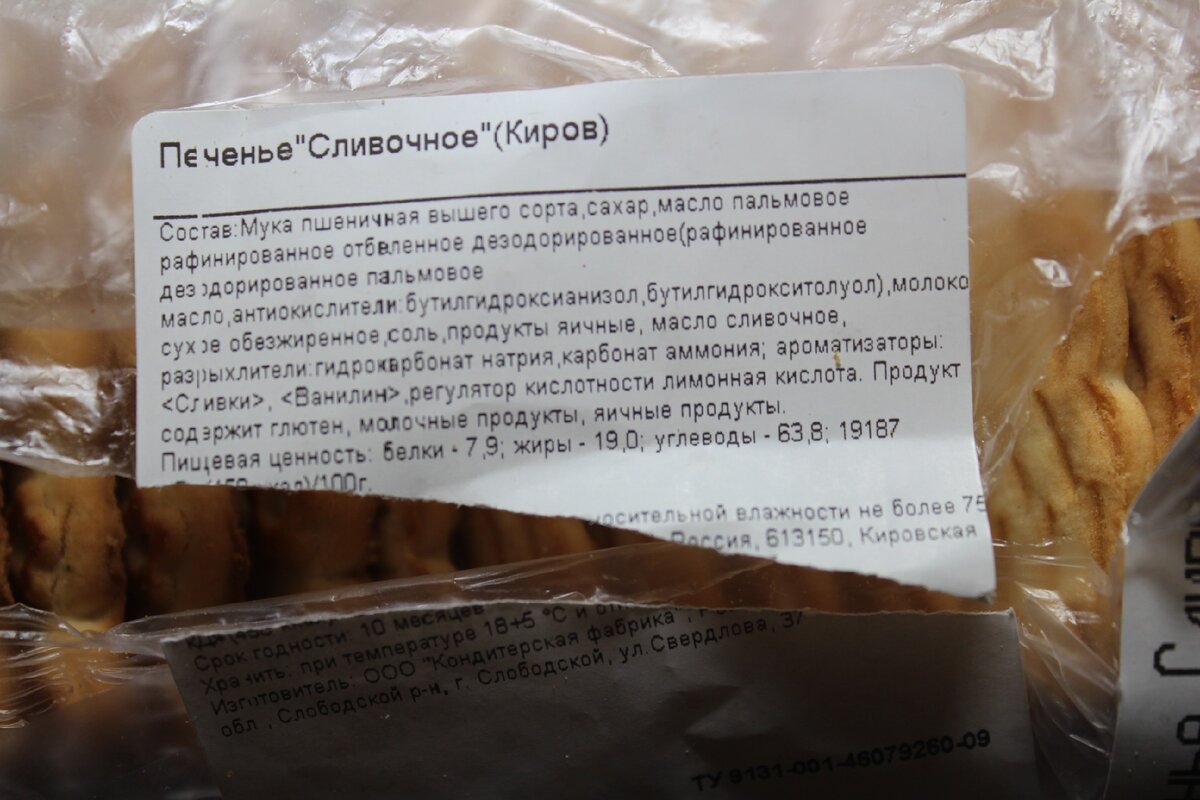 Печенье"Сливочное"(Киров)
Состав:Мука пшеничная вышего сорта,сахар,масло пальмовое
рафинированное отбеленное дезодорированное(рафинированное
дезодорированное пальмовое
масло,антиокислители:бутилгидроксианизол,бутилгидрокситолуол),молоко
сухое обезжиренное,соль,продукты яичные, масло сливочное,
разрыхлители:гидрокарбонат натрия,карбонат аммония; ароматизаторы:
<Сливки>, <Ванилин>,регулятор кислотности лимонная кислота. Продукт
содержит глютен, молочные продукты, яичные продукты.
Пищевая ценность: белки - 7,9; жиры - 19,0; углеводы - 63,8; 19187
/100г.
носительной влажности не более 75
Россия, 613150, Кировская
Срок годности: 10 месяцев
Хранить: при температуре 18+5 °С и от
Изготовитель: ООО "Кондитерская фабрика",
обл., Слободской р-н, г. Слободской, ул.Свердлова, 37
ТУ 9131-001-46079260-09